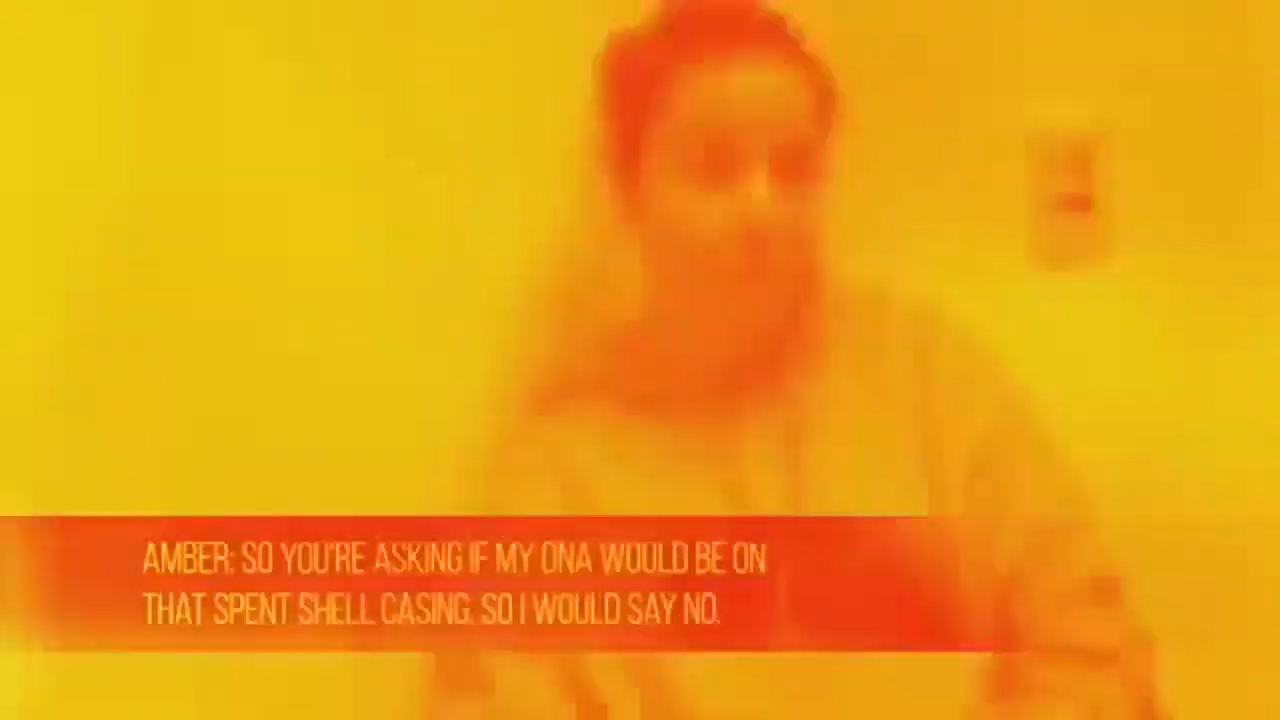 AMBER: SO YOU'RE ASKING IF MY DNA WOULD BE ON
THAT SPENT SHELL CASING. SO I WOULD SAY NO.